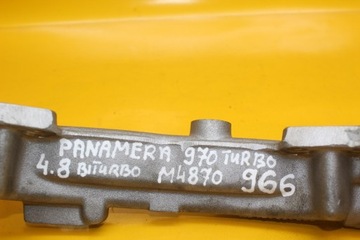 PANAMERA 970 TURBO
4.8 BITURBO M4870 966